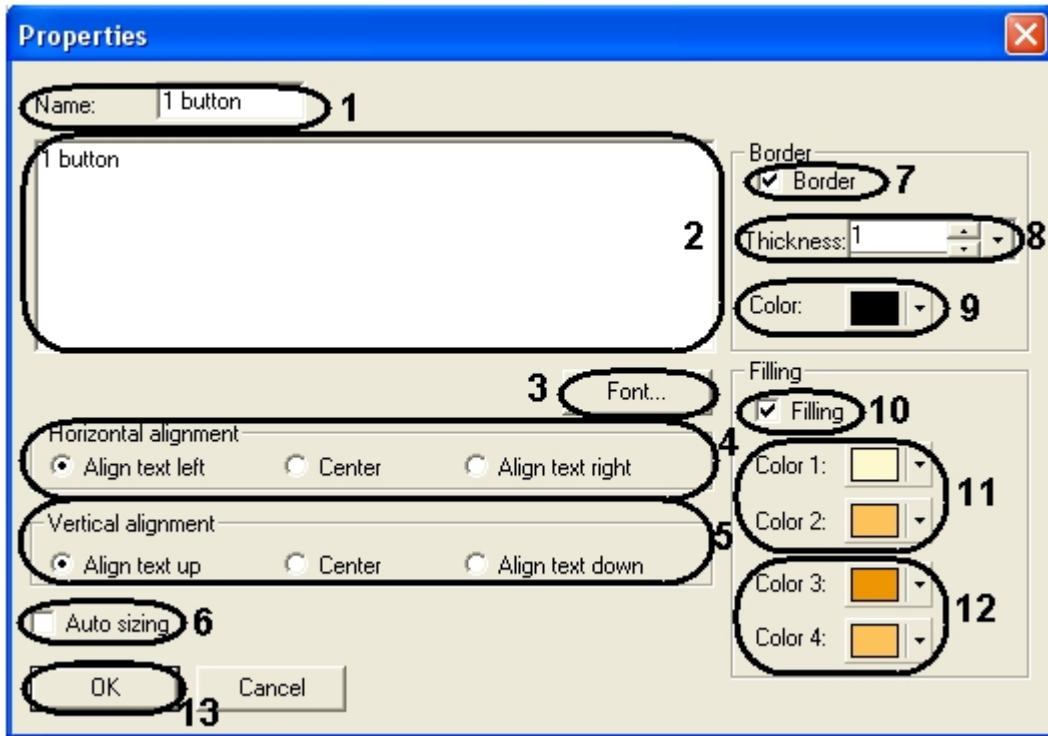 Properties
Name: 1 button 1
1 button
2
Border
Border 7
Thickness: 1 8
Color: 9
3 Font...
Filling
Filling 10
Horizontal alignment 4
Align text left Center Align text right
Color 1:
11
Color 2:
Vertical alignment 5
Align text up Center Align text down
Color 3:
12
Color 4:
Auto sizing 6
OK Cancel
13